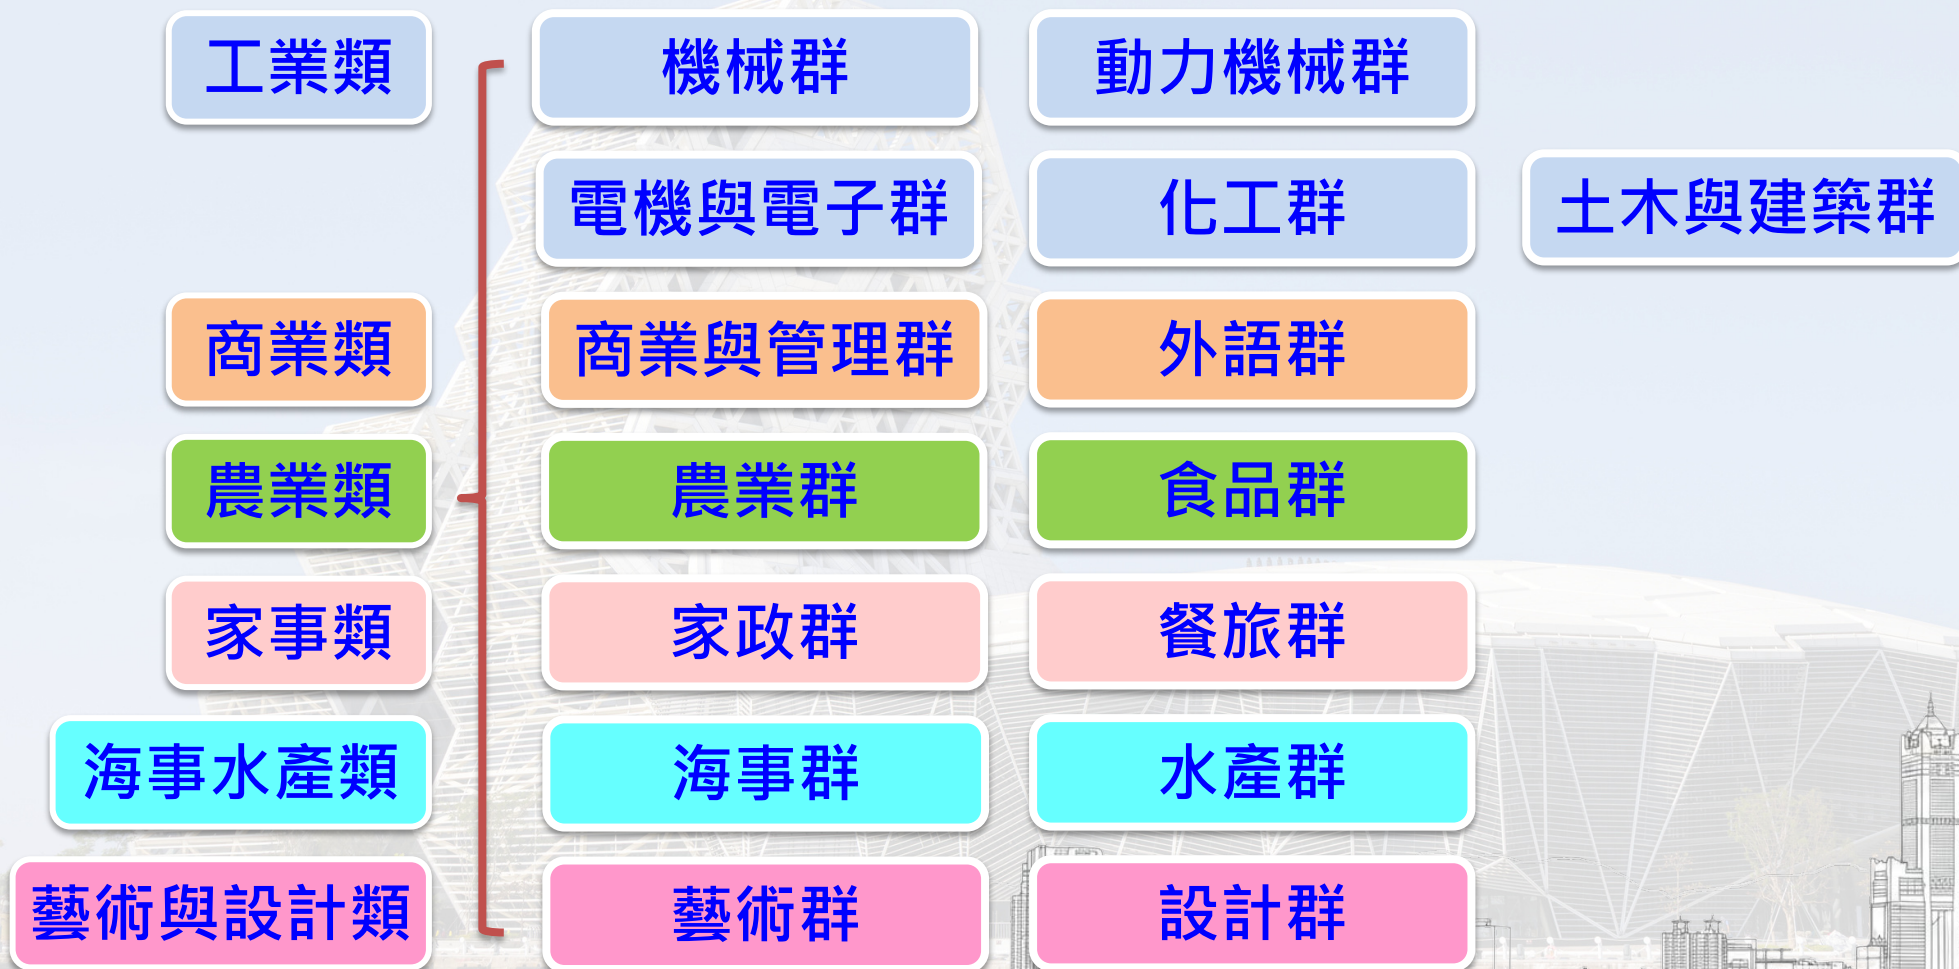 工業類 機械群 動力機械群
電機與電子群 化工群 土木與建築群
商業類 商業與管理群 外語群
農業類 農業群 食品群
家事類 家政群 餐旅群
海事水產類 海事群 水產群
藝術與設計類 藝術群 設計群